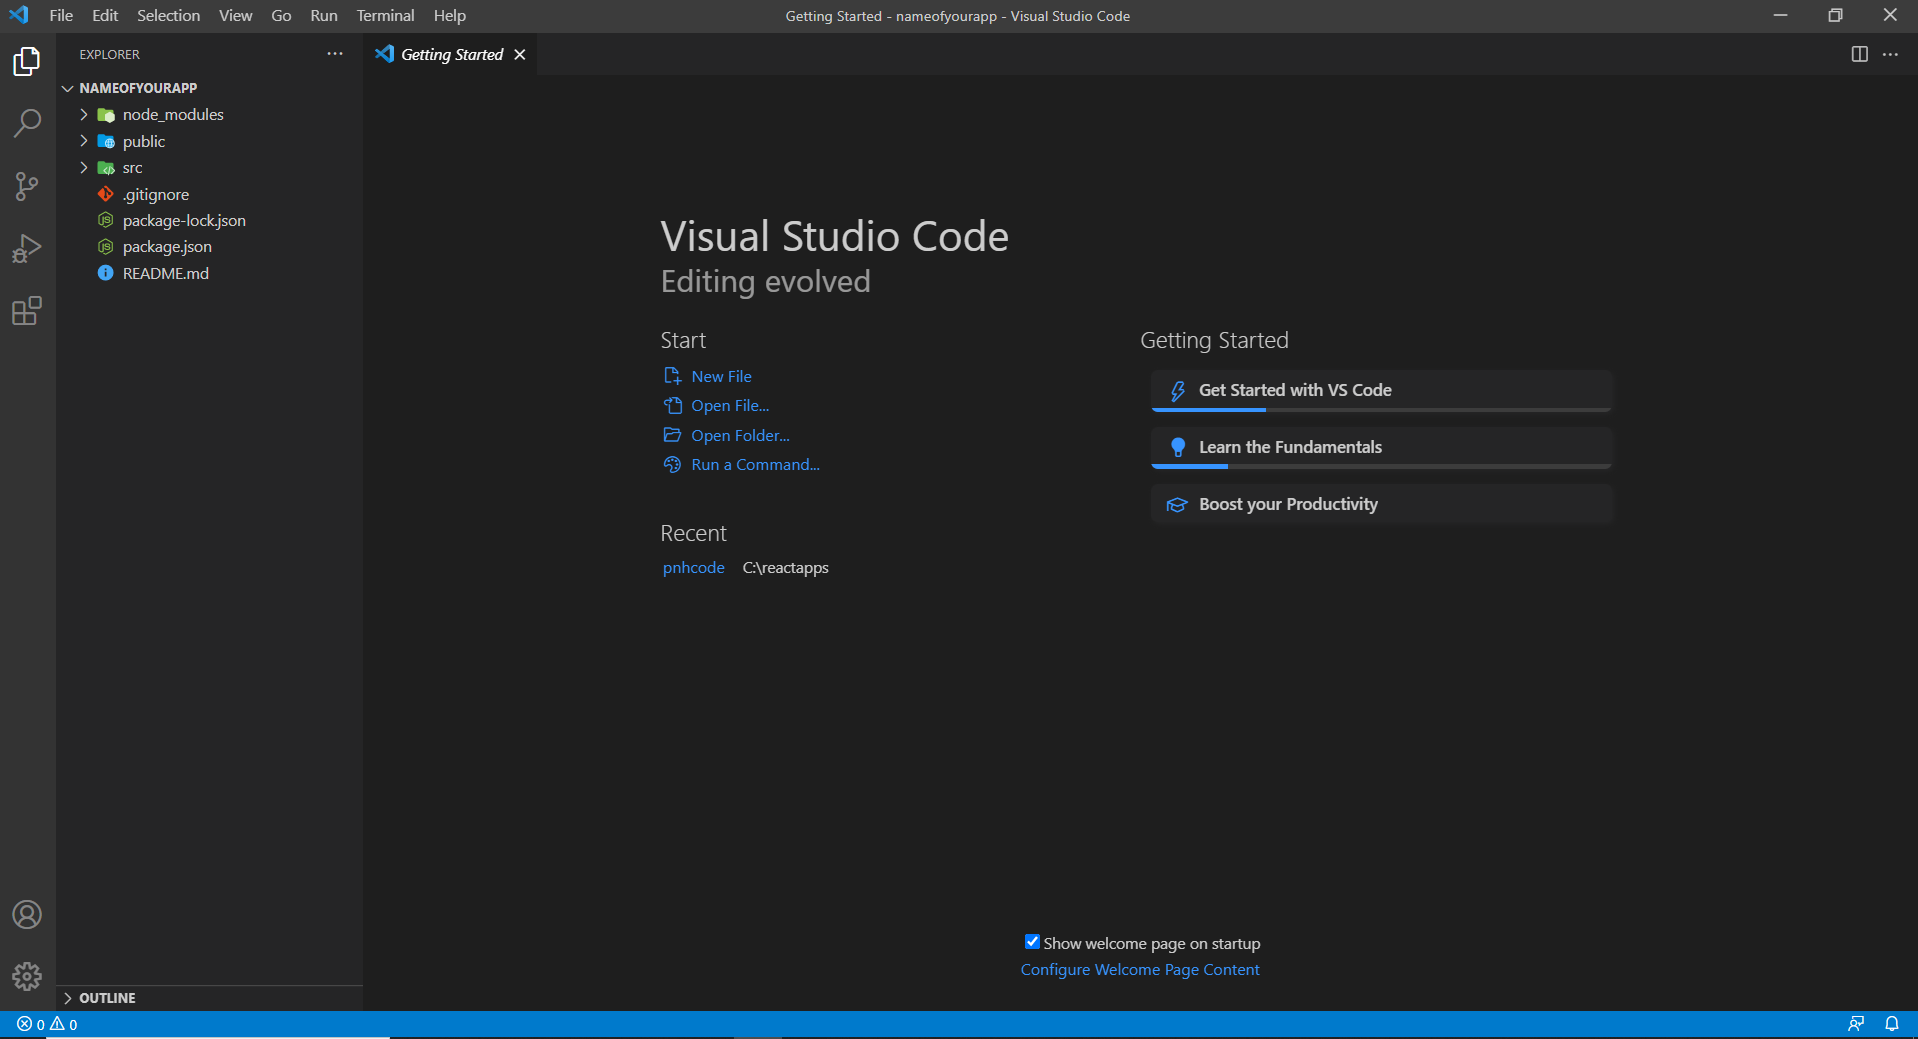 File Edit Selection View Go Run Terminal Help
Getting Started - nameofyourapp - Visual Studio Code
EXPLORER
NAMEOFYOURAPP
node_modules
public
src
.gitignore
package-lock.json
package.json
README.md
OUTLINE
Getting Started
Visual Studio Code
Editing evolved
Start
New File
Open File...
Open Folder...
Run a Command...
Recent
pnhcode C:\reactapps
Getting Started
Get Started with VS Code
Learn the Fundamentals
Boost your Productivity
Show welcome page on startup
Configure Welcome Page Content
0 0